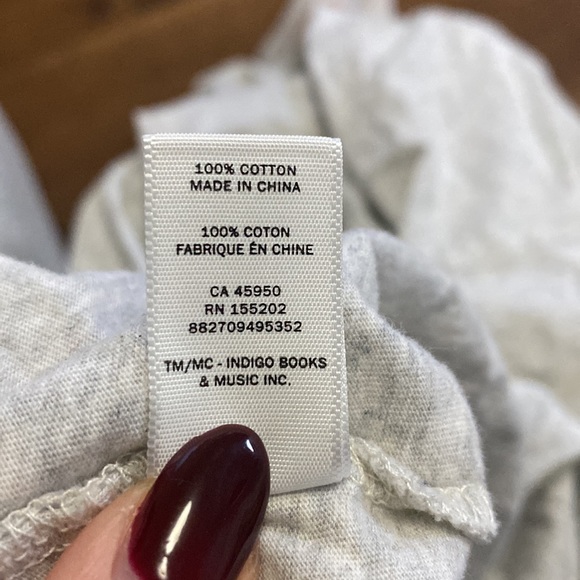 100% COTTON
MADE IN CHINA
100% COTON
FABRIQUE ÉN CHINE
CA 45950
RN 155202
882709495352
TM/MC - INDIGO BOOKS
& MUSIC INC.